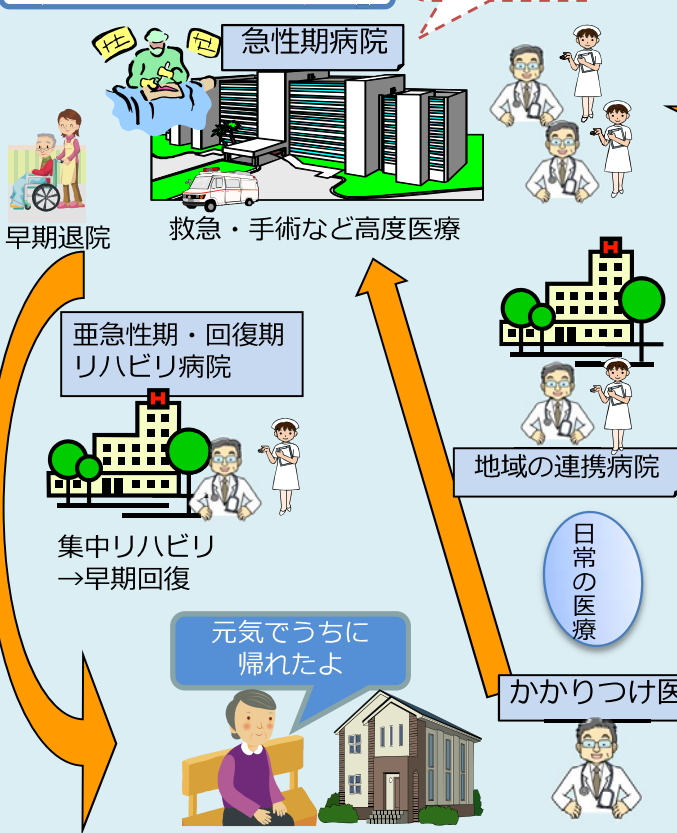 急性期病院
早期退院
救急・手術など高度医療
H
亜急性期・回復期
リハビリ病院
H
地域の連携病院
集中リハビリ
→早期回復
日常の医療
元気でうちに
帰れたよ
かかりつけ医